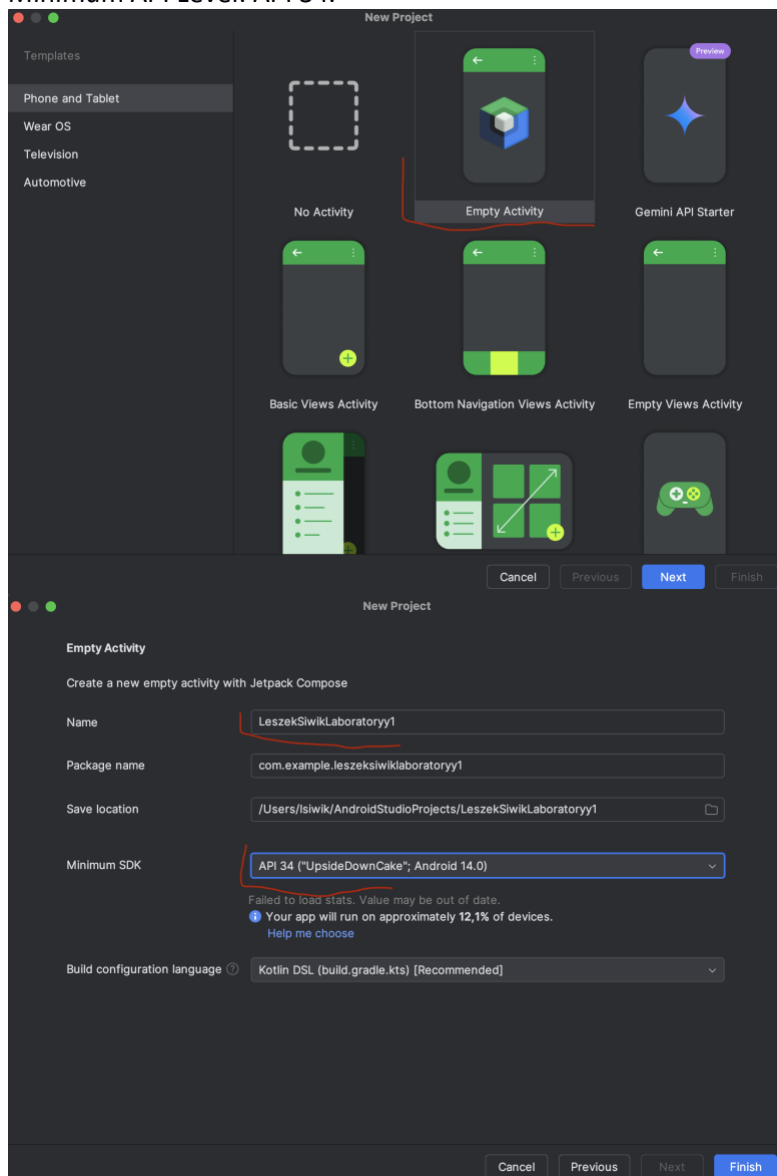 Minimum API Level: API 34.
New Project
Templates
Phone and Tablet
Wear OS
Television
Automotive
Preview
No Activity
Empty Activity
Gemini API Starter
Basic Views Activity
Bottom Navigation Views Activity
Empty Views Activity
Cancel
Previous
Next
Finish
New Project
Empty Activity
Create a new empty activity with Jetpack Compose
Name
LeszekSiwikLaboratoryy1
Package name
com.example.leszeksiwiklaboratoryy1
Save location
/Users/lsiwik/AndroidStudioProjects/LeszekSiwikLaboratoryy1
Minimum SDK
API 34 ("UpsideDownCake"; Android 14.0)
Failed to load stats. Value may be out of date.
Your app will run on approximately 12,1% of devices.
Help me choose
Build configuration language
Kotlin DSL (build.gradle.kts) [Recommended]
Cancel
Previous
Next
Finish